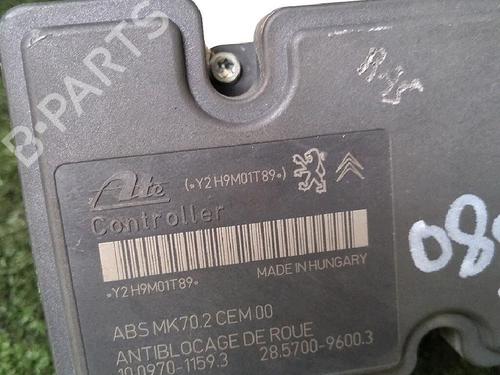 B-PARTS
Ate (*Y2H9M01T89*)
Controller
*Y2H9M01T89*
MADE IN HUNGARY
ABS MK70.2 CEM 00
ANTIBLOCAGE DE ROUE
10.0970-1159.3 28.5700-9600.3
080